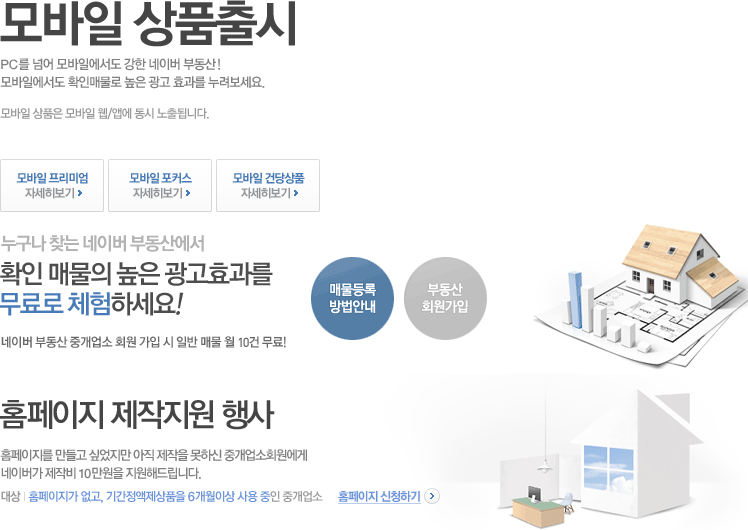 모바일 상품출시
PC를 넘어 모바일에서도 강한 네이버 부동산!
모바일에서도 확인매물로 높은 광고 효과를 누려보세요.
모바일 상품은 모바일 웹/앱에 동시 노출됩니다.
모바일 프리미엄 모바일 포커스 모바일 건당상품
자세히보기 자세히보기 자세히보기
누구나 찾는 네이버 부동산에서
확인 매물의 높은 광고효과를
무료로 체험하세요!
매물등록 부동산
방법안내 회원가입
네이버 부동산 중개업소 회원 가입 시 일반 매물 월 10건 무료!
홈페이지 제작지원 행사
홈페이지를 만들고 싶었지만 아직 제작을 못하신 중개업소회원에게
네이버가 제작비 10만원을 지원해드립니다.
대상 | 홈페이지가 없고, 기간정액제상품을 6개월이상 사용 중인 중개업소 홈페이지 신청하기